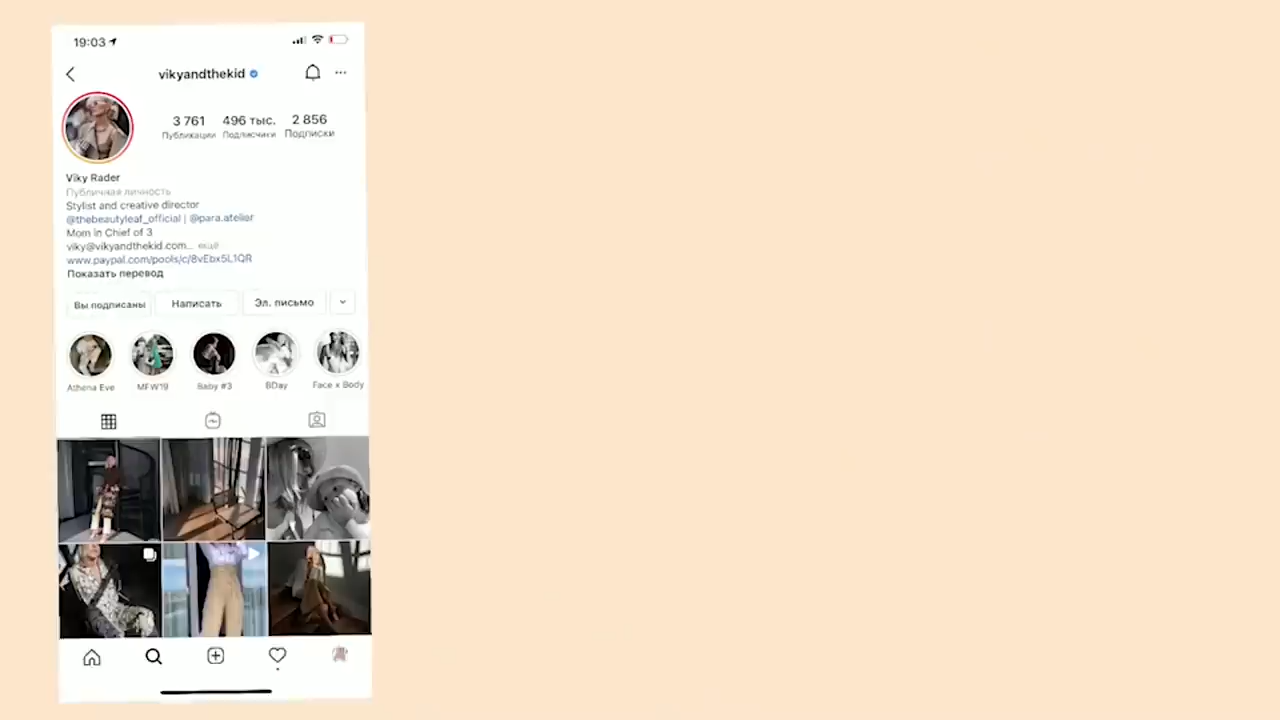 19:03
vikyandthekid
3 761 496 тыс. 2 856
Публикации Подписчики Подписки
Viky Rader
Публичная личность
Stylist and creative director
@thebeautyleaf_official | @para.atelier
Mom in Chief of 3
viky@vikyandthekid.com... ещё
www.paypal.com/pools/c/8vEbx5L1QR
Показать перевод
Вы подписаны Написать Эл. письмо
Athena Eve MFW19 Baby #3 BDay Face x Body